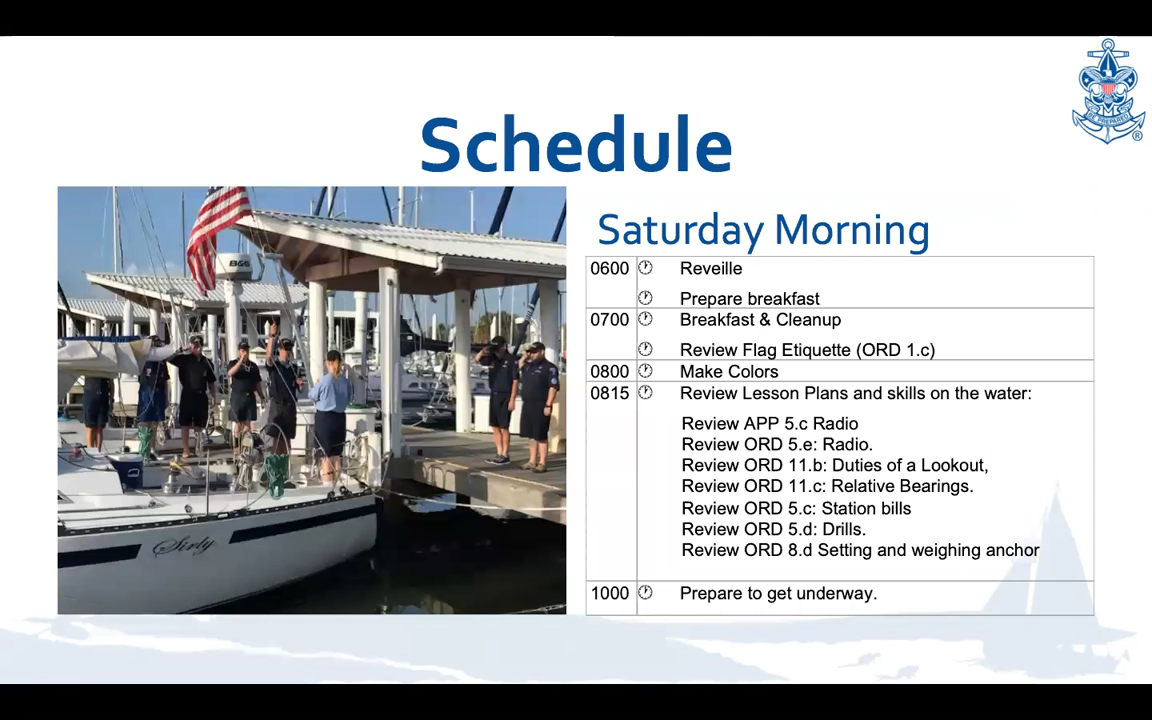 Schedule
Saturday Morning
0600 Reveille
Prepare breakfast
0700 Breakfast & Cleanup
Review Flag Etiquette (ORD 1.c)
0800 Make Colors
0815 Review Lesson Plans and skills on the water:
Review APP 5.c Radio
Review ORD 5.e: Radio.
Review ORD 11.b: Duties of a Lookout,
Review ORD 11.c: Relative Bearings.
Review ORD 5.c: Station bills
Review ORD 5.d: Drills.
Review ORD 8.d Setting and weighing anchor
1000 Prepare to get underway.
B&G
Sirly
BE PREPARED
®